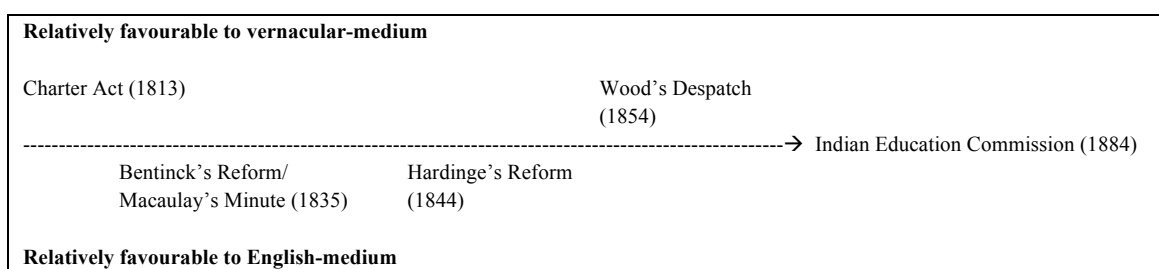 Relatively favourable to vernacular-medium
Charter Act (1813) Wood’s Despatch
(1854)
--------------------------------------------------------------------------------------------------------------→ Indian Education Commission (1884)
Bentinck’s Reform/ Hardinge’s Reform
Macaulay’s Minute (1835) (1844)
Relatively favourable to English-medium